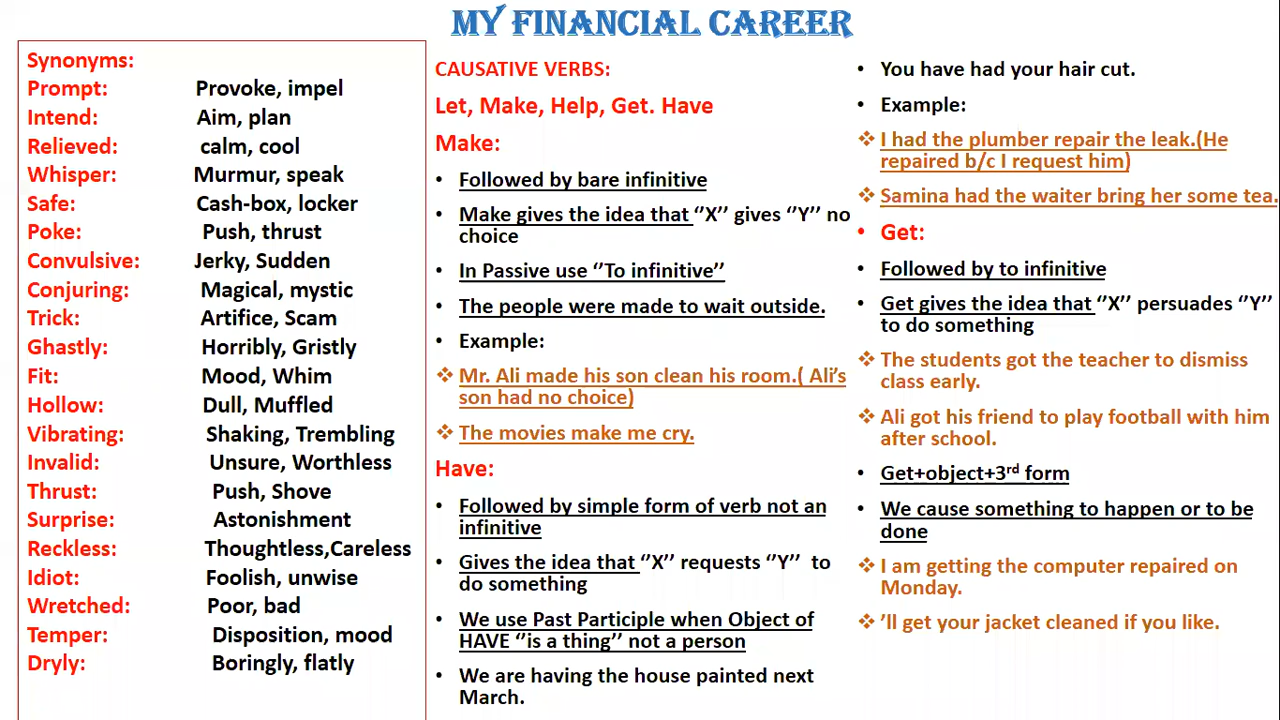 MY FINANCIAL CAREER
Synonyms:
Prompt: Provoke, impel
Intend: Aim, plan
Relieved: calm, cool
Whisper: Murmur, speak
Safe: Cash-box, locker
Poke: Push, thrust
Convulsive: Jerky, Sudden
Conjuring: Magical, mystic
Trick: Artifice, Scam
Ghastly: Horribly, Gristly
Fit: Mood, Whim
Hollow: Dull, Muffled
Vibrating: Shaking, Trembling
Invalid: Unsure, Worthless
Thrust: Push, Shove
Surprise: Astonishment
Reckless: Thoughtless,Careless
Idiot: Foolish, unwise
Wretched: Poor, bad
Temper: Disposition, mood
Dryly: Boringly, flatly
CAUSATIVE VERBS:
Let, Make, Help, Get. Have
Make:
• Followed by bare infinitive
• Make gives the idea that ‘’X’’ gives ‘’Y’’ no
choice
• In Passive use ‘’To infinitive’’
• The people were made to wait outside.
• Example:
❖ Mr. Ali made his son clean his room.( Ali’s
son had no choice)
❖ The movies make me cry.
Have:
• Followed by simple form of verb not an
infinitive
• Gives the idea that ‘’X’’ requests ‘’Y’’ to
do something
• We use Past Participle when Object of
HAVE ‘’is a thing’’ not a person
• We are having the house painted next
March.
• You have had your hair cut.
• Example:
❖ I had the plumber repair the leak.(He
repaired b/c I request him)
❖ Samina had the waiter bring her some tea.
• Get:
• Followed by to infinitive
• Get gives the idea that ‘’X’’ persuades ‘’Y’’
to do something
❖ The students got the teacher to dismiss
class early.
❖ Ali got his friend to play football with him
after school.
• Get+object+3rd form
• We cause something to happen or to be
done
❖ I am getting the computer repaired on
Monday.
❖ ’ll get your jacket cleaned if you like.